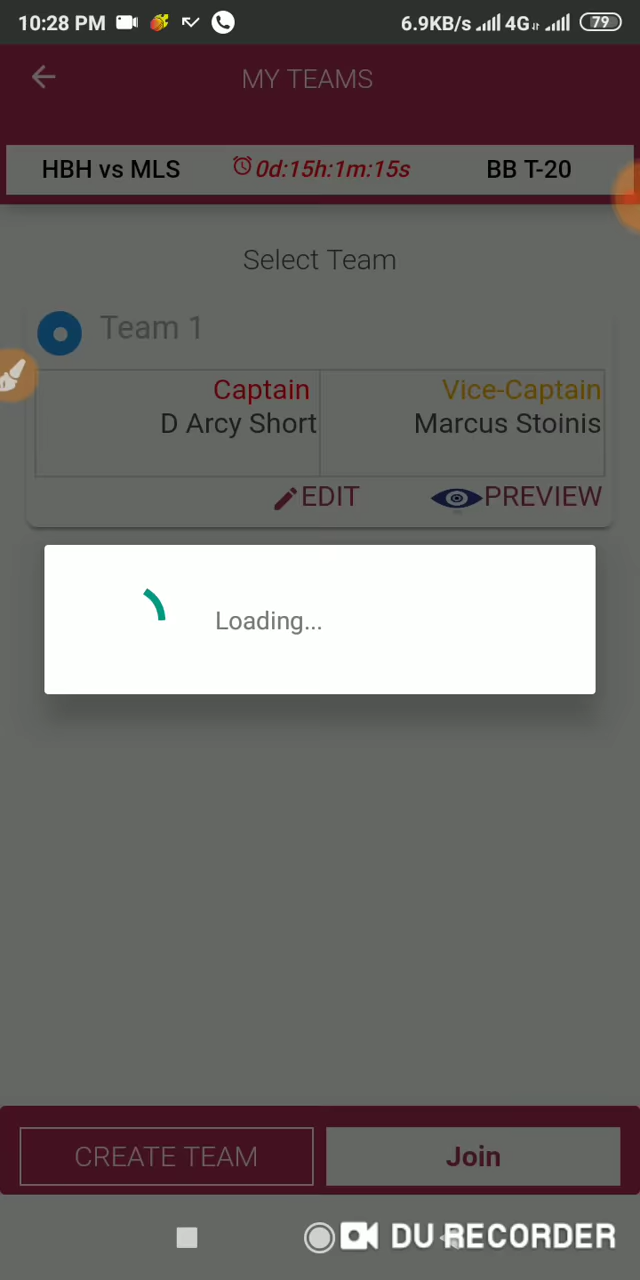 10:28 PM 6.9KB/s 4G 79
MY TEAMS
HBH vs MLS 0d:15h:1m:15s BB T-20
Select Team
Team 1
Captain Vice-Captain
D Arcy Short Marcus Stoinis
EDIT PREVIEW
Loading...
CREATE TEAM Join
DU RECORDER